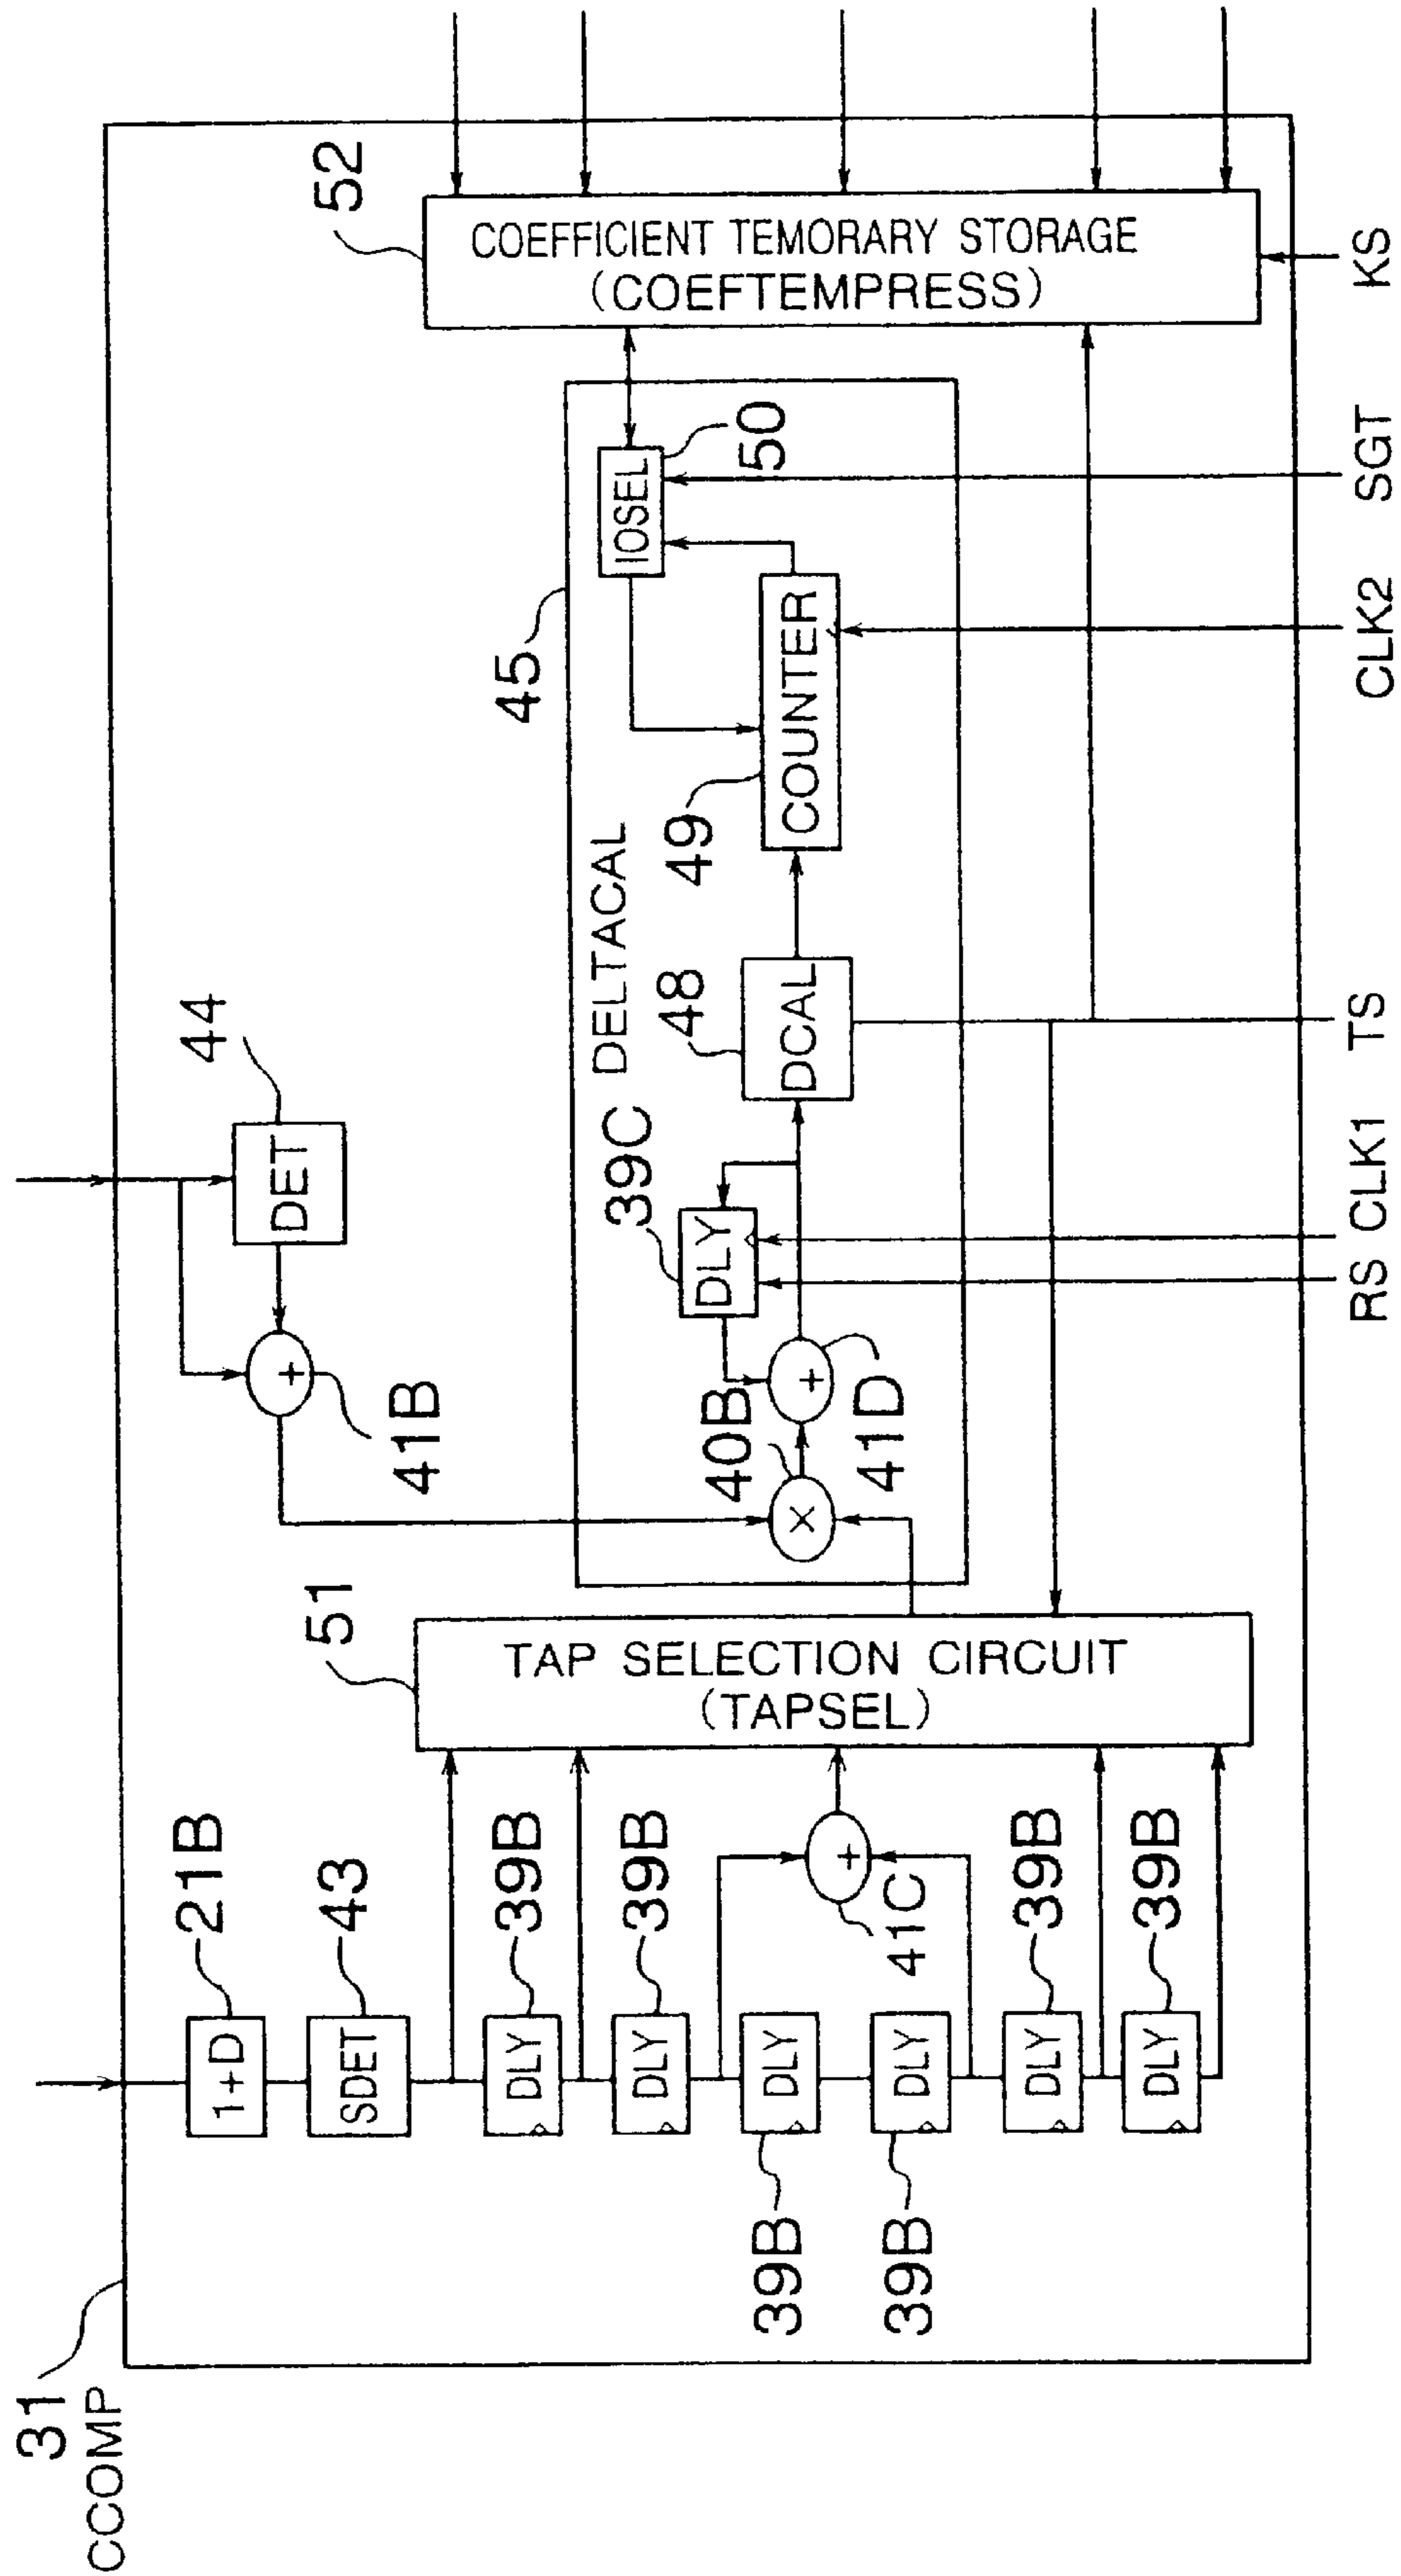 31
CCOMP
21B
1+D
43
SDET
39B
DLY
39B
DLY
39B
DLY
39B
DLY
39B
DLY
39B
DLY
41C
+
51
TAP SELECTION CIRCUIT
(TAPSEL)
44
DET
41B
+
45
DELTACAL
40B
×
41D
+
39C
DLY
48
DCAL
49
COUNTER
50
IOSEL
52
COEFFICIENT TEMORARY STORAGE
(COEFTEMPRESS)
RS
CLK1
TS
CLK2
SGT
KS